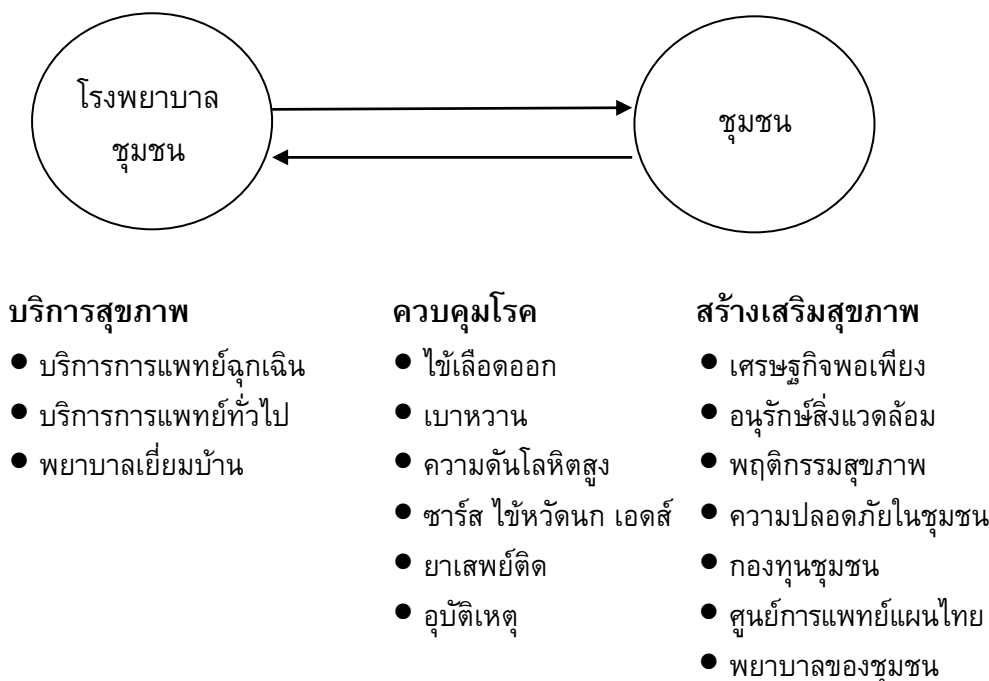 โรงพยาบาล
ชุมชน
ชุมชน
บริการสุขภาพ
● บริการการแพทย์ฉุกเฉิน
● บริการการแพทย์ทั่วไป
● พยาบาลเยี่ยมบ้าน
ควบคุมโรค
● ไข้เลือดออก
● เบาหวาน
● ความดันโลหิตสูง
● ซาร์ส ไข้หวัดนก เอดส์
● ยาเสพย์ติด
● อุบัติเหตุ
สร้างเสริมสุขภาพ
● เศรษฐกิจพอเพียง
● อนุรักษ์สิ่งแวดล้อม
● พฤติกรรมสุขภาพ
● ความปลอดภัยในชุมชน
● กองทุนชุมชน
● ศูนย์การแพทย์แผนไทย
● พยาบาลของชุมชน